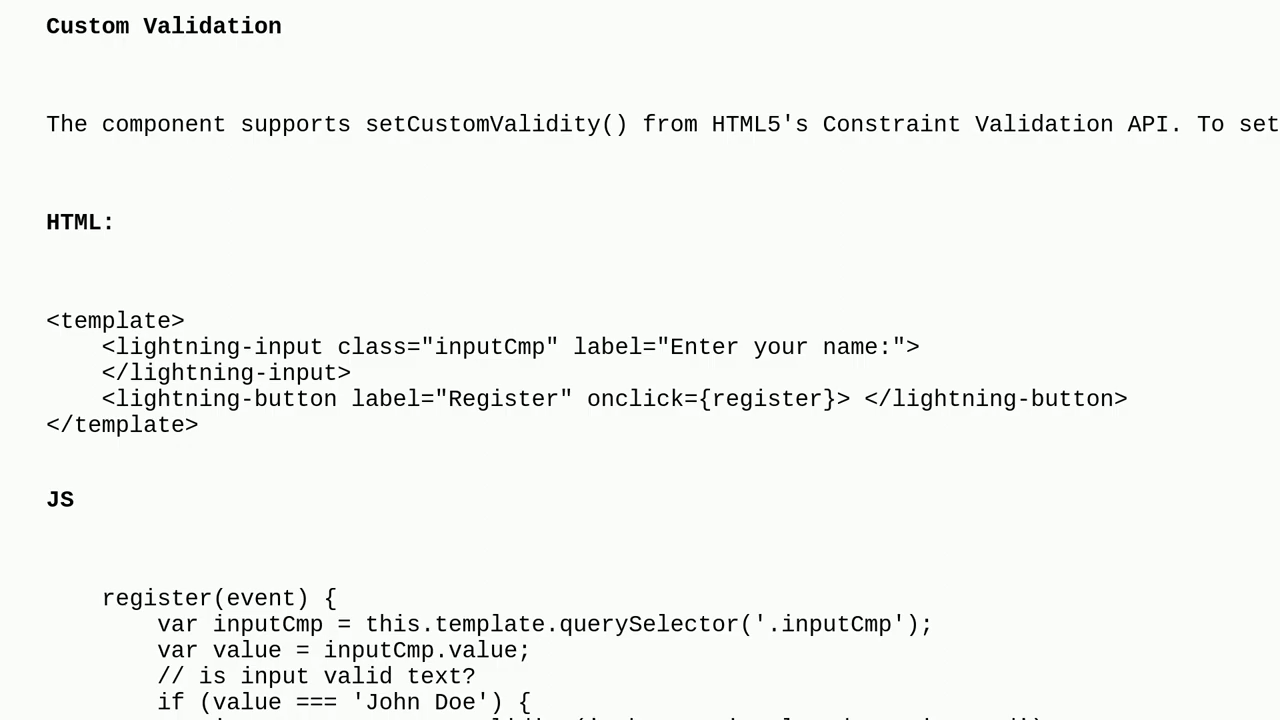 Custom Validation
The component supports setCustomValidity() from HTML5's Constraint Validation API. To set
HTML:
<template>
    <lightning-input class="inputCmp" label="Enter your name:">
    </lightning-input>
    <lightning-button label="Register" onclick={register}> </lightning-button>
</template>
JS
    register(event) {
        var inputCmp = this.template.querySelector('.inputCmp');
        var value = inputCmp.value;
        // is input valid text?
        if (value === 'John Doe') {